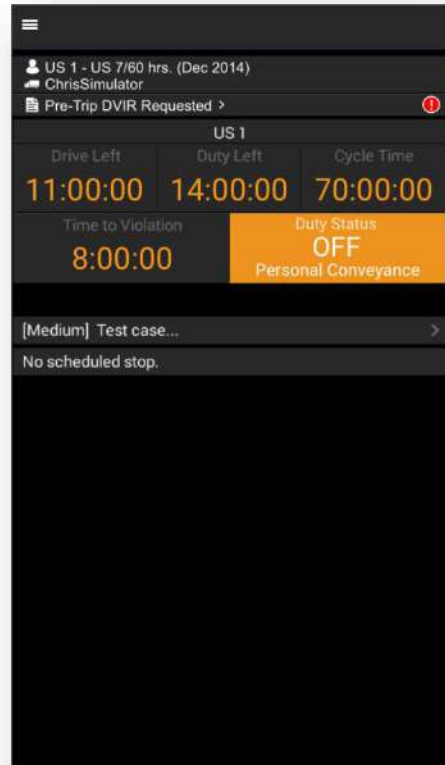 US 1 - US 7/60 hrs. (Dec 2014)
ChrisSimulator
Pre-Trip DVIR Requested >
US 1
Drive Left Duty Left Cycle Time
11:00:00 14:00:00 70:00:00
Time to Violation
8:00:00
Duty Status
OFF
Personal Conveyance
[Medium] Test case... >
No scheduled stop.